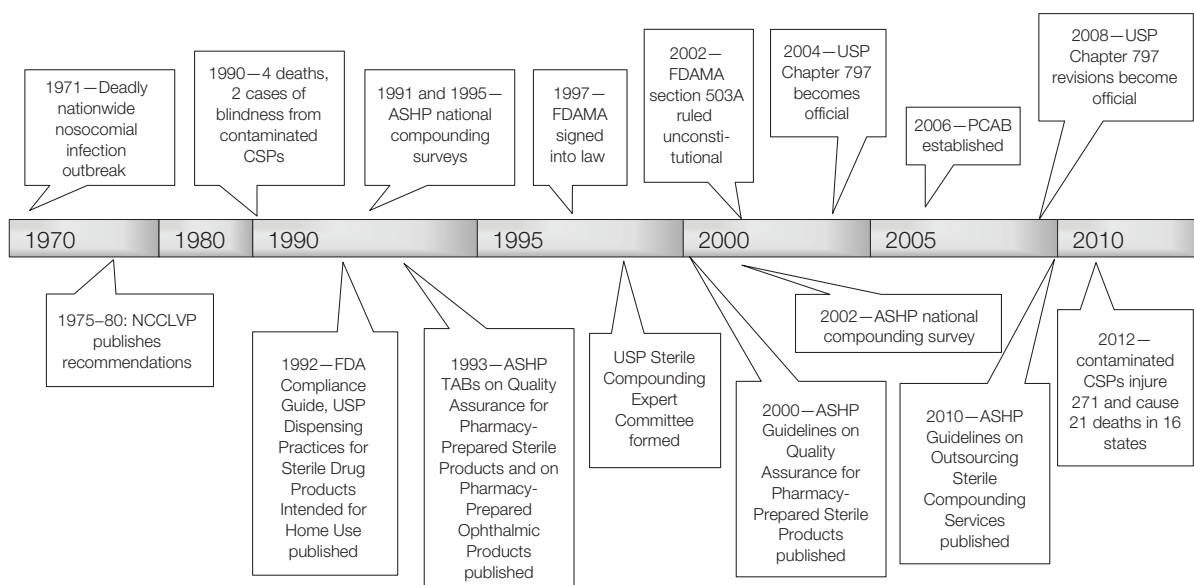 1971—Deadly
nationwide
nosocomial
infection
outbreak
1990—4 deaths,
2 cases of
blindness from
contaminated
CSPs
1991 and 1995—
ASHP national
compounding
surveys
1997—
FDAMA
signed
into law
2002—
FDAMA
section 503A
ruled
unconsti-
tutional
2004—USP
Chapter 797
becomes
official
2006—PCAB
established
2008—USP
Chapter 797
revisions become
official
1970
1980
1990
1995
2000
2005
2010
1975–80: NCCLVP
publishes
recommendations
1992—FDA
Compliance
Guide, USP
Dispensing
Practices for
Sterile Drug
Products
Intended for
Home Use
published
1993—ASHP
TABs on Quality
Assurance for
Pharmacy-
Prepared Sterile
Products and on
Pharmacy-
Prepared
Ophthalmic
Products published
USP Sterile
Compounding
Expert
Committee
formed
2000—ASHP
Guidelines on
Quality
Assurance for
Pharmacy-
Prepared Sterile
Products
published
2002—ASHP national
compounding survey
2010—ASHP
Guidelines on
Outsourcing
Sterile
Compounding
Services
published
2012—
contaminated
CSPs injure
271 and cause
21 deaths in 16
states